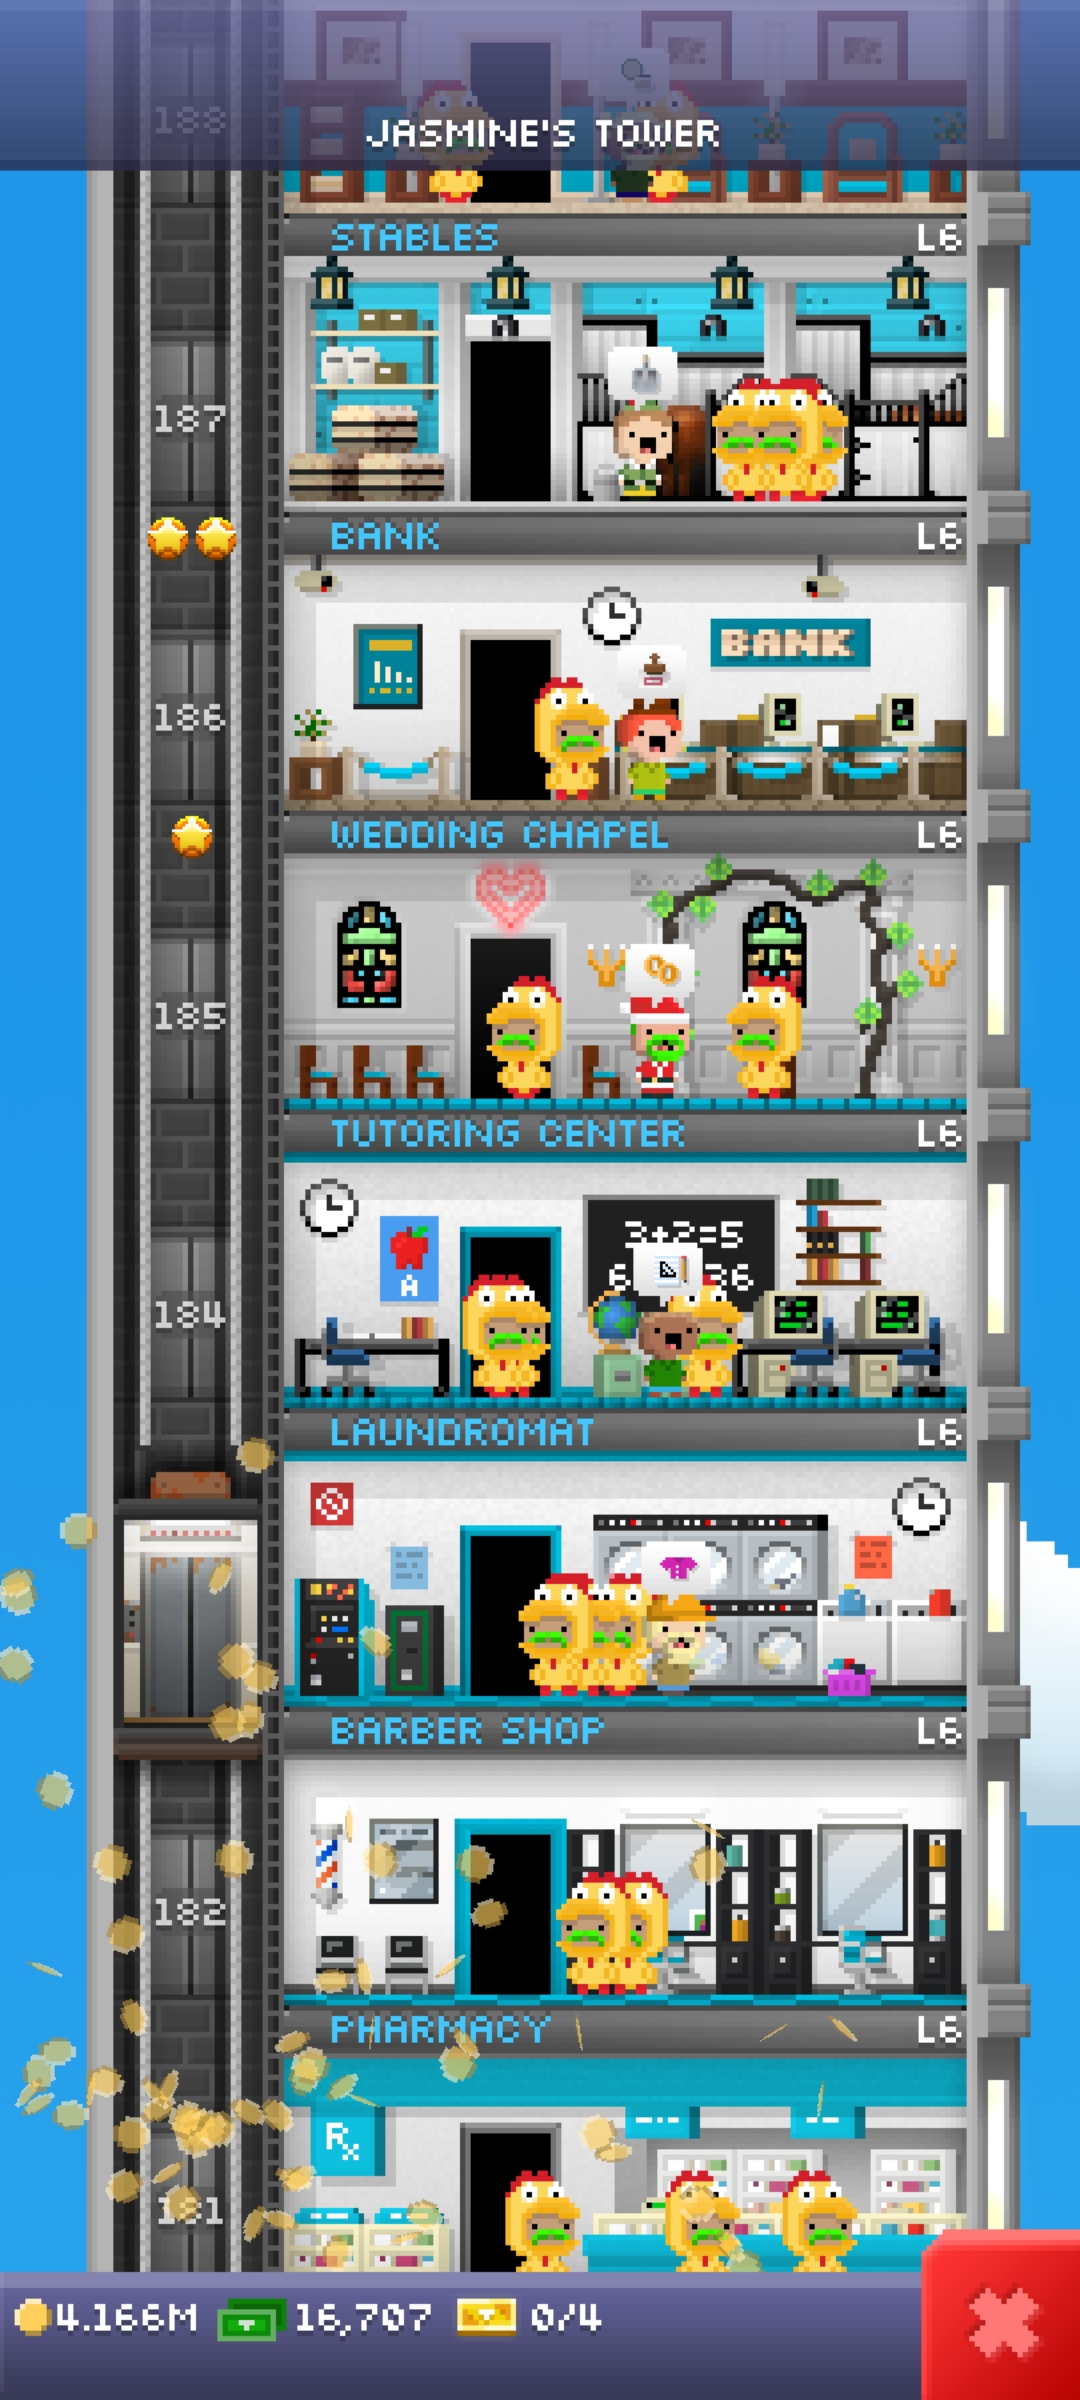 188
JASMINE'S TOWER
STABLES L6
187
BANK L6
BANK
186
WEDDING CHAPEL L6
185
TUTORING CENTER L6
3+2=5
A
6 36
184
LAUNDROMAT L6
BARBER SHOP L6
182
PHARMACY L6
Rx
181
4.166M 16,707 0/4